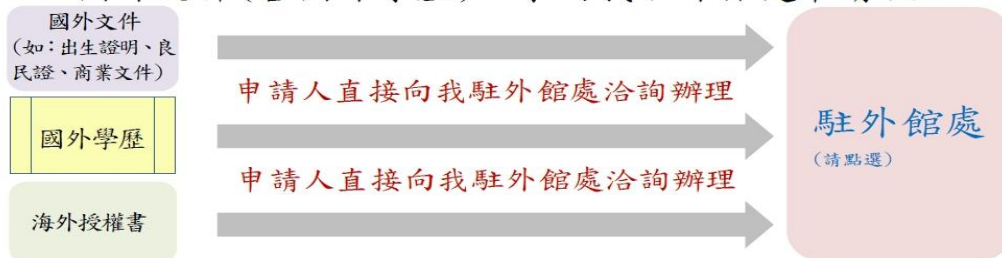 國外文件
(如：出生證明、良
民證、商業文件)
申請人直接向我駐外館處洽詢辦理
國外學歷
申請人直接向我駐外館處洽詢辦理
海外授權書
駐外館處
(請點選)